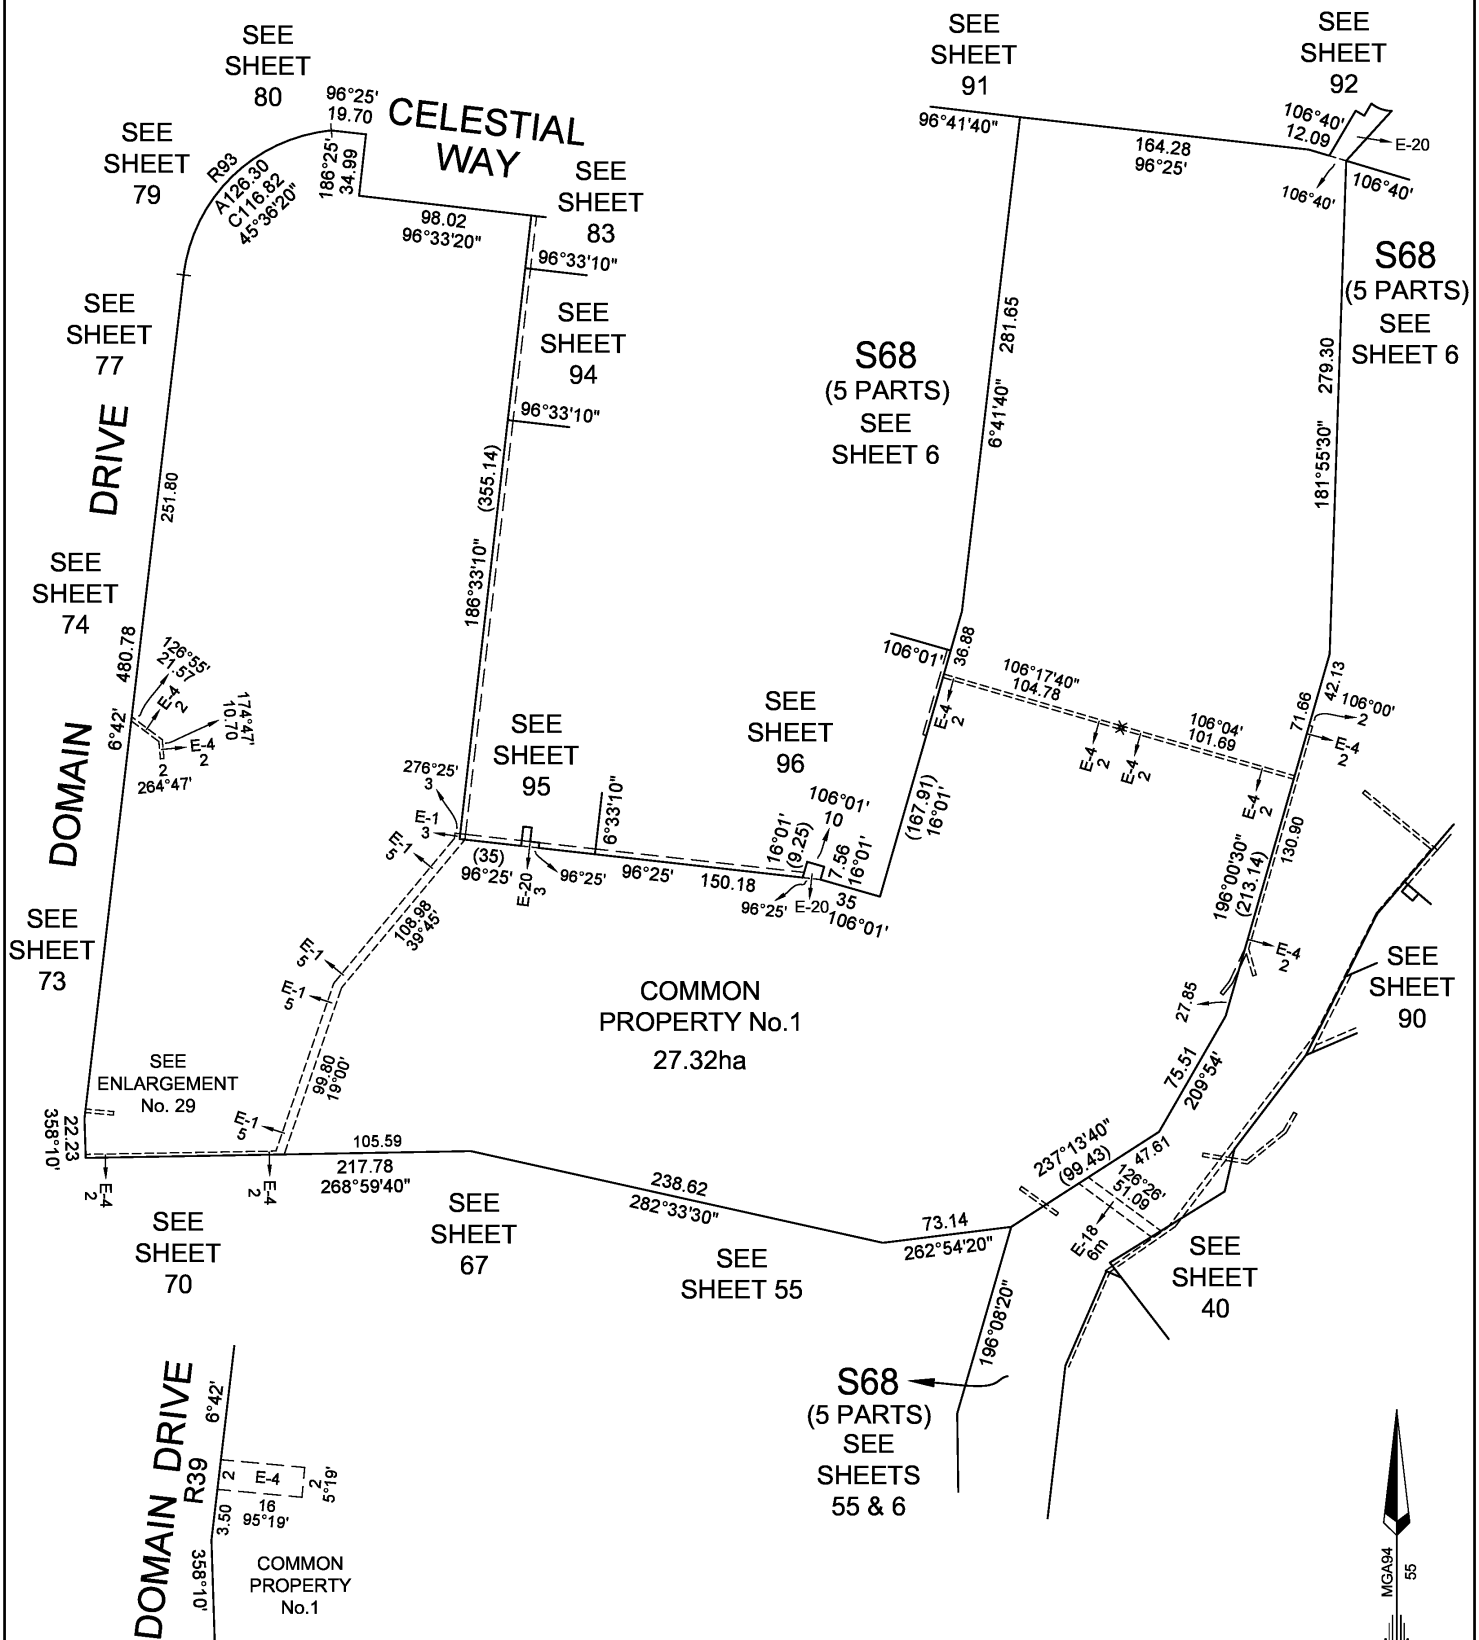 SEE
SHEET
80
SEE
SHEET
79
96°25'
19.70
CELESTIAL
WAY
186°25'
34.99
R93
A126.30
C116.82
45°36'20"
98.02
96°33'20"
SEE
SHEET
83
96°33'10"
SEE
SHEET
94
96°33'10"
SEE
SHEET
77
DRIVE
251.80
(355.14)
186°33'10"
SEE
SHEET
74
480.78
6°42'
126°55'
21.57
E-4
2
174°47'
10.70
E-4
2
2
264°47'
DOMAIN
SEE
SHEET
91
96°41'40"
164.28
96°25'
SEE
SHEET
92
106°40'
12.09
E-20
106°40'
106°40'
S68
(5 PARTS)
SEE
SHEET 6
S68
(5 PARTS)
SEE
SHEET 6
281.65
6°41'40"
279.30
181°55'30"
106°01'
36.88
106°17'40"
104.78
E-4
2
E-4
2
E-4
2
106°04'
101.69
E-4
2
42.13
71.66
106°00'
2
E-4
2
SEE
SHEET
95
SEE
SHEET
96
276°25'
3
E-1
3
E-1
5
(35)
96°25'
E-20
3
96°25'
6°33'10"
96°25'
150.18
16°01'
(9.25)
106°01'
10
7.56
16°01'
96°25'
E-20
35
106°01'
(167.91)
16°01'
130.90
196°00'30"
(213.14)
E-4
2
108.98
39°45'
E-1
5
E-1
5
SEE
SHEET
73
COMMON
PROPERTY No.1
27.32ha
27.85
SEE
SHEET
90
75.51
209°54'
SEE
ENLARGEMENT
No. 29
99.80
19°00'
E-1
5
22.23
358°10'
E-4
2
E-4
2
105.59
217.78
268°59'40"
238.62
282°33'30"
73.14
262°54'20"
237°13'40"
(99.43)
47.61
126°26'
51.09
E-18
6m
SEE
SHEET
70
SEE
SHEET
67
SEE
SHEET 55
SEE
SHEET
40
196°08'20"
S68
(5 PARTS)
SEE
SHEETS
55 & 6
DOMAIN DRIVE
6°42'
R39
2
E-4
2
5°19'
3.50
16
95°19'
358°10'
COMMON
PROPERTY
No.1
MGA94
55